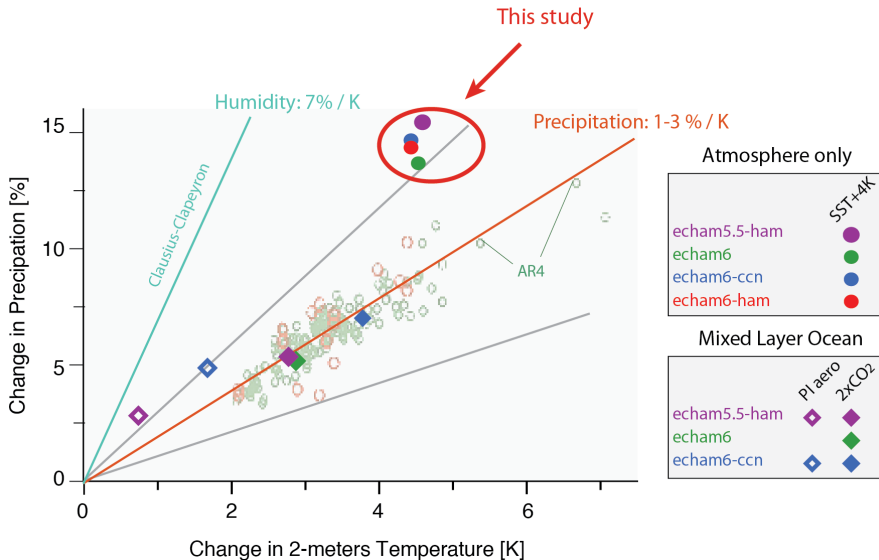 This study
Humidity: 7% / K
Precipitation: 1-3 % / K
Clausius-Clapeyron
AR4
15
10
5
0
0
2
4
6
Change in Precipation [%]
Change in 2-meters Temperature [K]
Atmosphere only
SST+4K
echam5.5-ham
echam6
echam6-ccn
echam6-ham
Mixed Layer Ocean
PI aero
2xCO2
echam5.5-ham
echam6
echam6-ccn